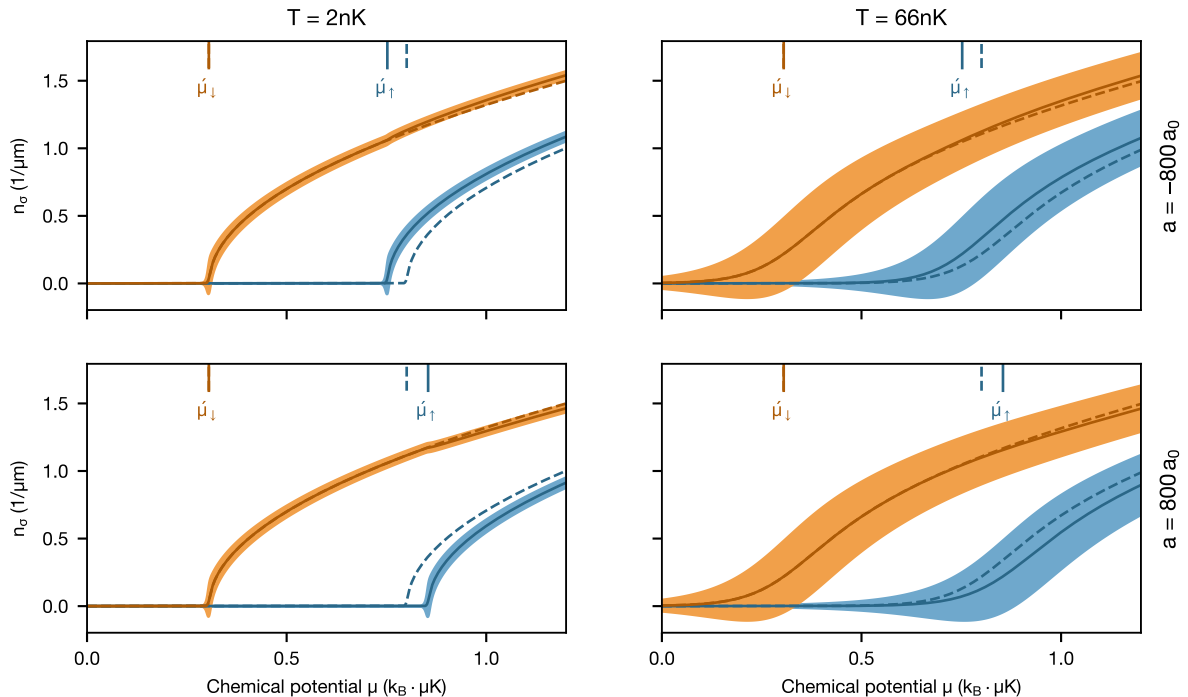 T = 2nK
T = 66nK
1.5
1.0
0.5
0.0
n_σ (1/μm)
μ́↓
μ́↑
μ́↓
μ́↑
a = −800 a₀
1.5
1.0
0.5
0.0
n_σ (1/μm)
μ́↓
μ́↑
μ́↓
μ́↑
a = 800 a₀
0.0
0.5
1.0
0.0
0.5
1.0
Chemical potential μ (k_B · μK)
Chemical potential μ (k_B · μK)